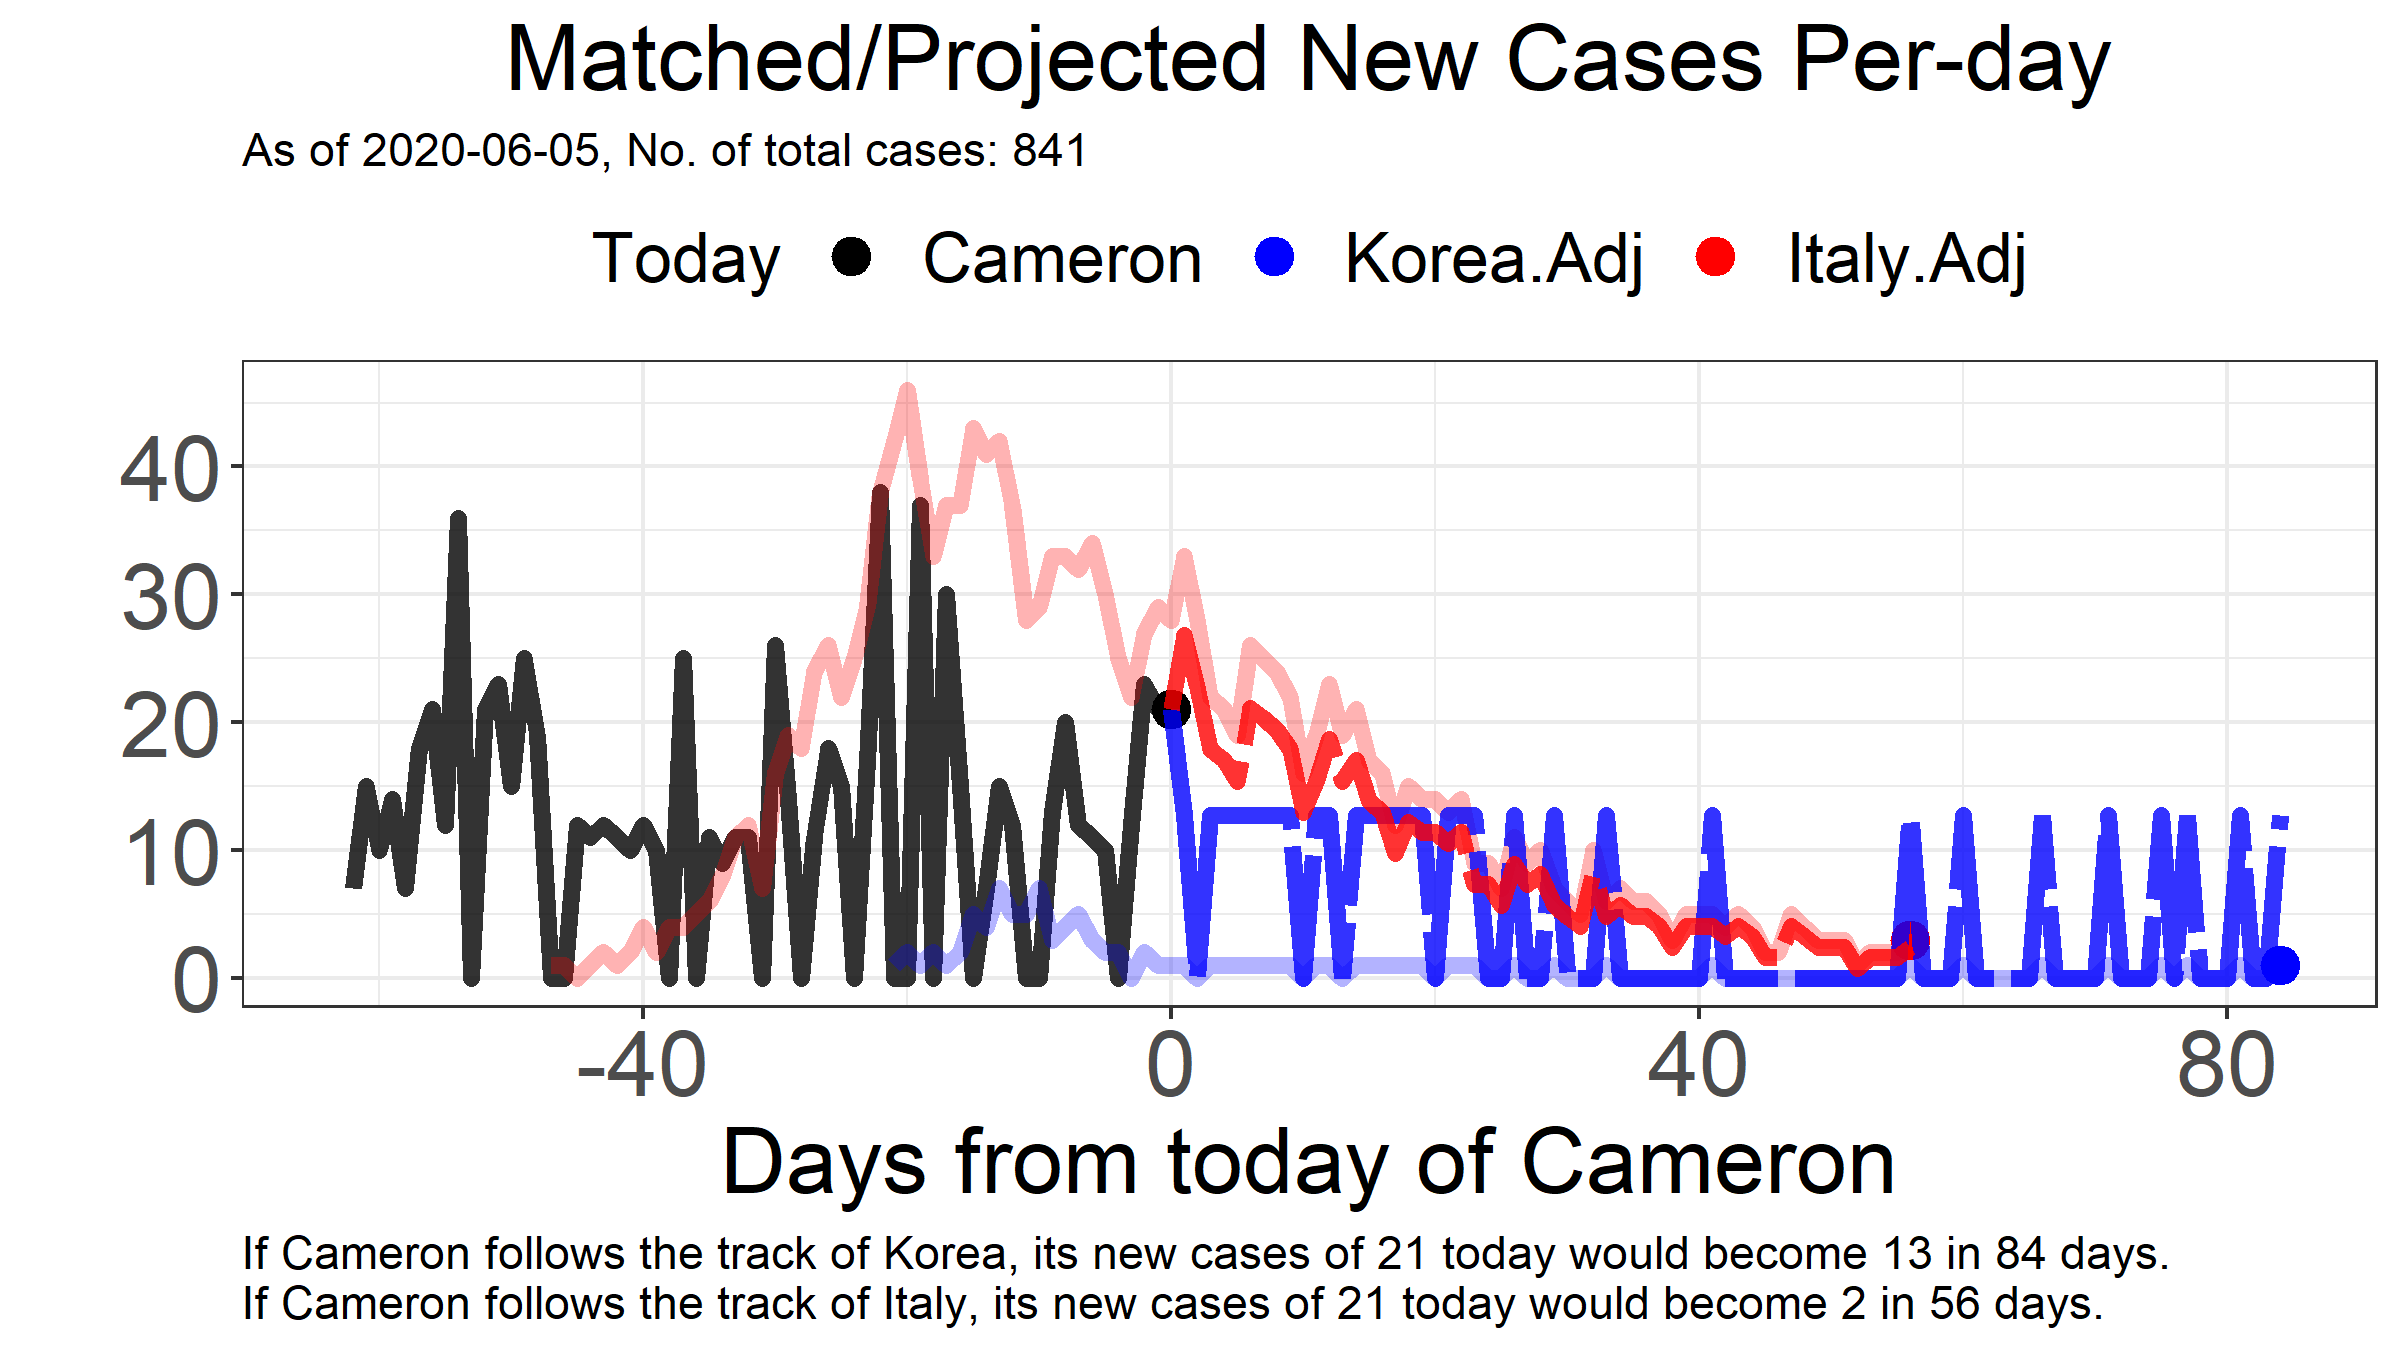 Matched/Projected New Cases Per-day
As of 2020-06-05, No. of total cases: 841
Today Cameron Korea.Adj Italy.Adj
40
30
20
10
0
-40 0 40 80
Days from today of Cameron
If Cameron follows the track of Korea, its new cases of 21 today would become 13 in 84 days.
If Cameron follows the track of Italy, its new cases of 21 today would become 2 in 56 days.